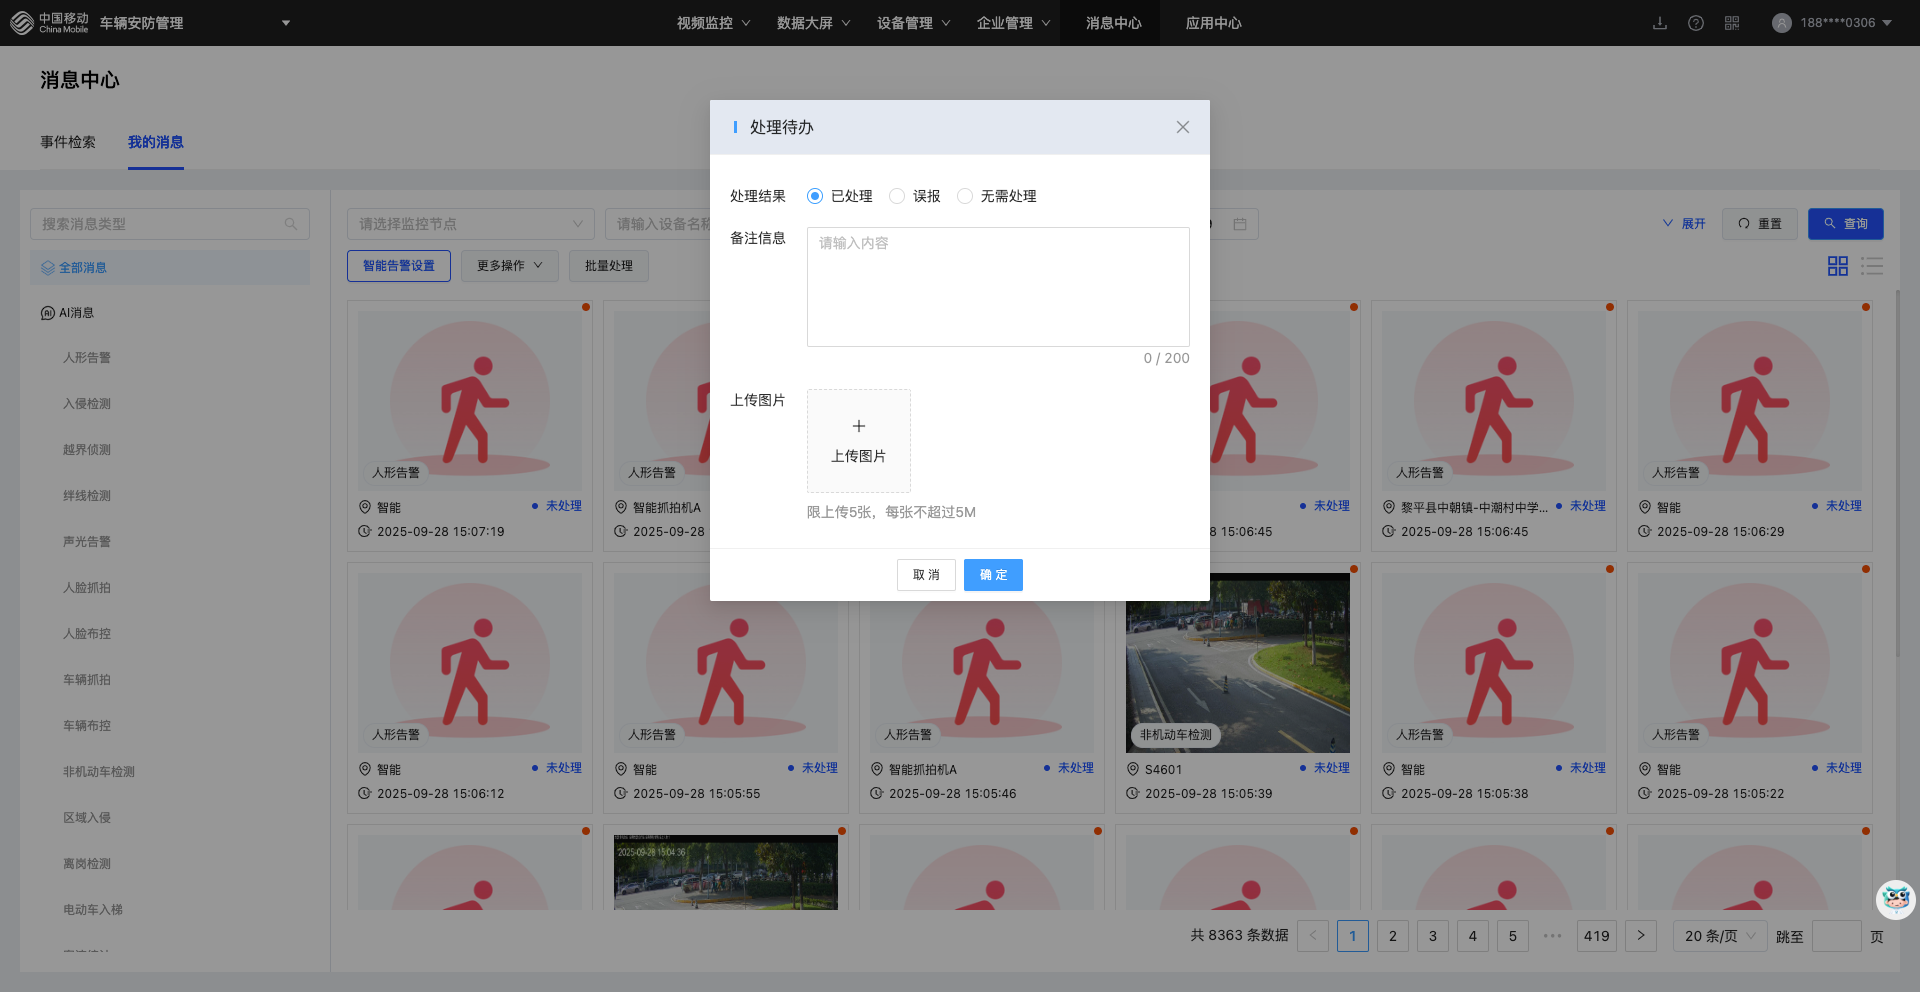 中国移动
China Mobile
车辆安防管理
视频监控
数据大屏
设备管理
企业管理
消息中心
应用中心
188****0306
消息中心
事件检索
我的消息
搜索消息类型
全部消息
AI消息
人形告警
入侵检测
越界侦测
绊线检测
声光告警
人脸抓拍
人脸布控
车辆抓拍
车辆布控
非机动车检测
区域入侵
离岗检测
电动车入梯
请选择监控节点
请输入设备名称
展开
重置
查询
智能告警设置
更多操作
批量处理
处理待办
处理结果
已处理
误报
无需处理
备注信息
请输入内容
0 / 200
上传图片
上传图片
限上传5张，每张不超过5M
取 消
确 定
人形告警
智能
未处理
2025-09-28 15:07:19
人形告警
智能抓拍机A
2025-09-28
未处理
8 15:06:45
人形告警
黎平县中朝镇-中潮村中学...
未处理
2025-09-28 15:06:45
人形告警
智能
未处理
2025-09-28 15:06:29
人形告警
智能
未处理
2025-09-28 15:06:12
人形告警
智能
未处理
2025-09-28 15:05:55
人形告警
智能抓拍机A
未处理
2025-09-28 15:05:46
非机动车检测
S4601
未处理
2025-09-28 15:05:39
人形告警
智能
未处理
2025-09-28 15:05:38
人形告警
智能
未处理
2025-09-28 15:05:22
2025-09-28 15:04:36
共 8363 条数据
1
2
3
4
5
419
20 条/页
跳至
页